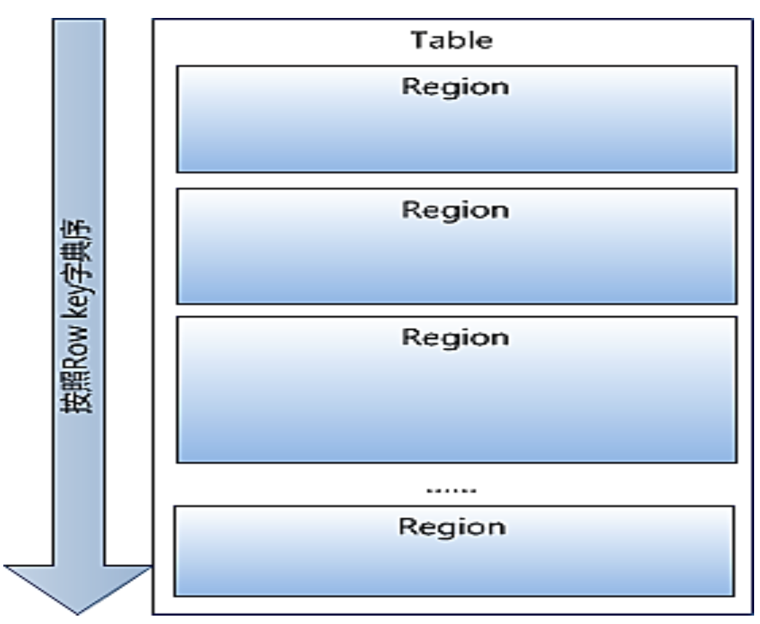 按照Row key字典序
Table
Region
Region
Region
......
Region